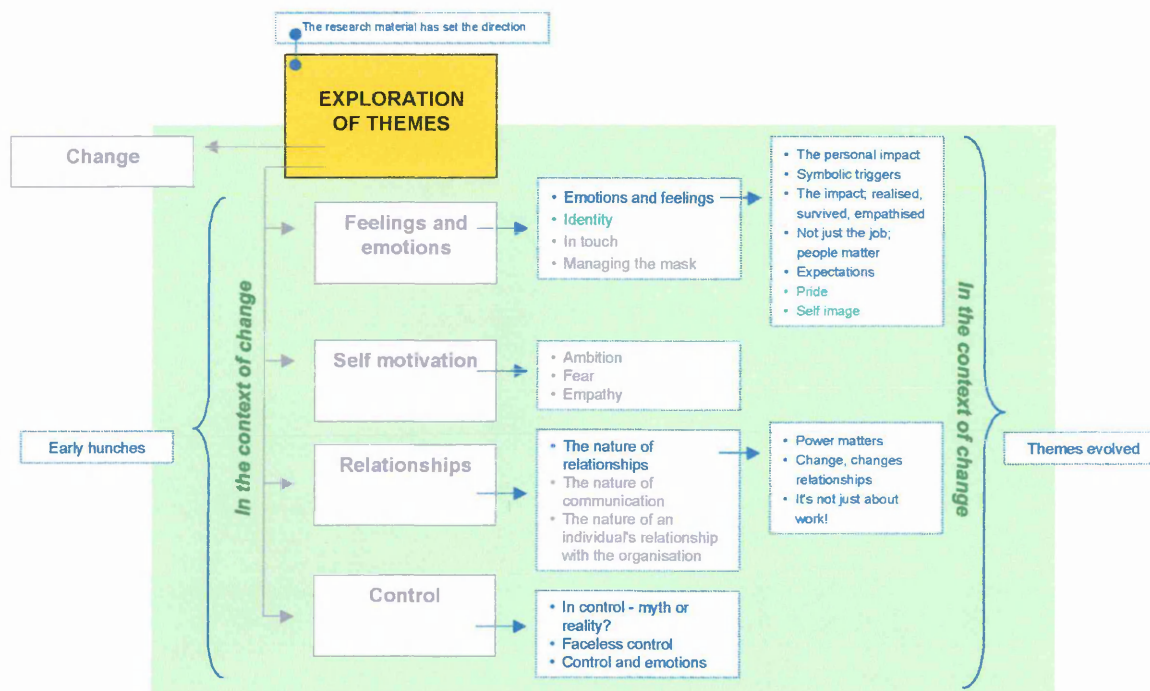 The research material has set the direction
EXPLORATION
OF THEMES
Change
Early hunches
In the context of change
Feelings and
emotions
• Emotions and feelings
• Identity
• In touch
• Managing the mask
• The personal impact
• Symbolic triggers
• The impact; realised,
survived, empathised
• Not just the job;
people matter
• Expectations
• Pride
• Self image
Self motivation
• Ambition
• Fear
• Empathy
Relationships
• The nature of
relationships
• The nature of
communication
• The nature of an
individual's relationship
with the organisation
• Power matters
• Change, changes
relationships
• It's not just about
work!
Control
• In control - myth or
reality?
• Faceless control
• Control and emotions
In the context of change
Themes evolved